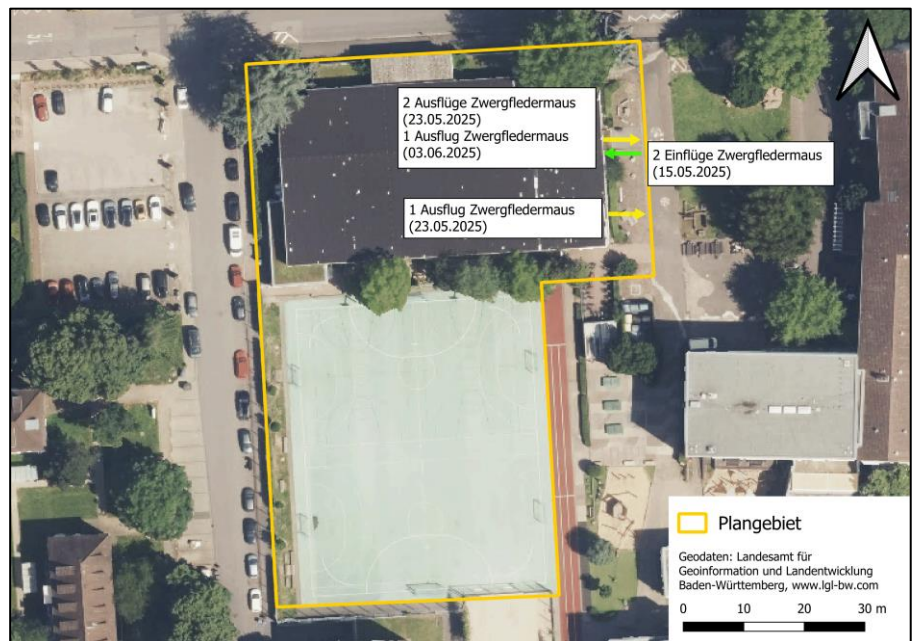 2 Ausflüge Zwergfledermaus
(23.05.2025)
1 Ausflug Zwergfledermaus
(03.06.2025)
2 Einflüge Zwergfledermaus
(15.05.2025)
1 Ausflug Zwergfledermaus
(23.05.2025)
Plangebiet
Geodaten: Landesamt für
Geoinformation und Landentwicklung
Baden-Württemberg, www.lgl-bw.com
0 10 20 30 m